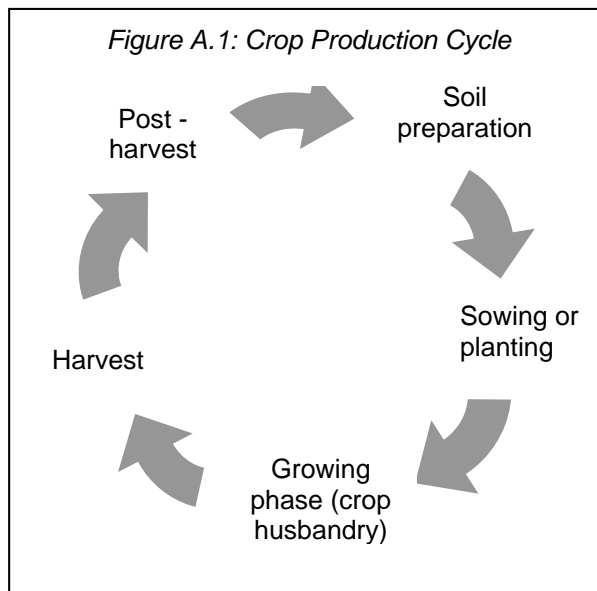 Figure A.1: Crop Production Cycle
Soil
preparation
Sowing or
planting
Growing
phase (crop
husbandry)
Harvest
Post -
harvest